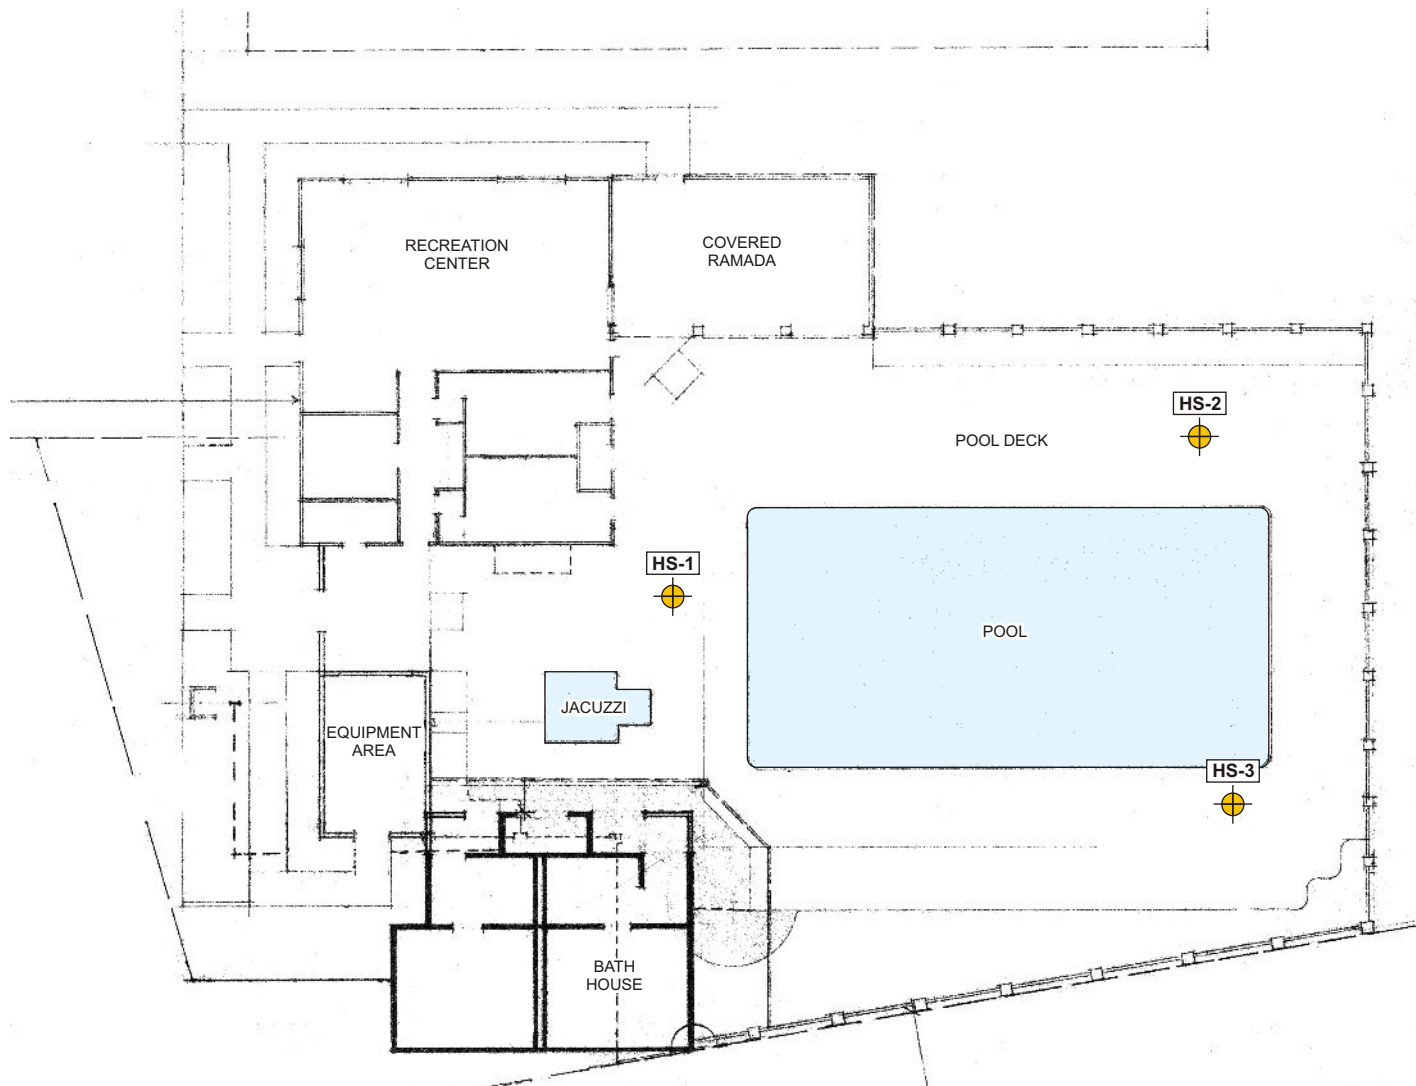 RECREATION
CENTER
COVERED
RAMADA
HS-2
POOL DECK
HS-1
POOL
JACUZZI
EQUIPMENT
AREA
HS-3
BATH
HOUSE